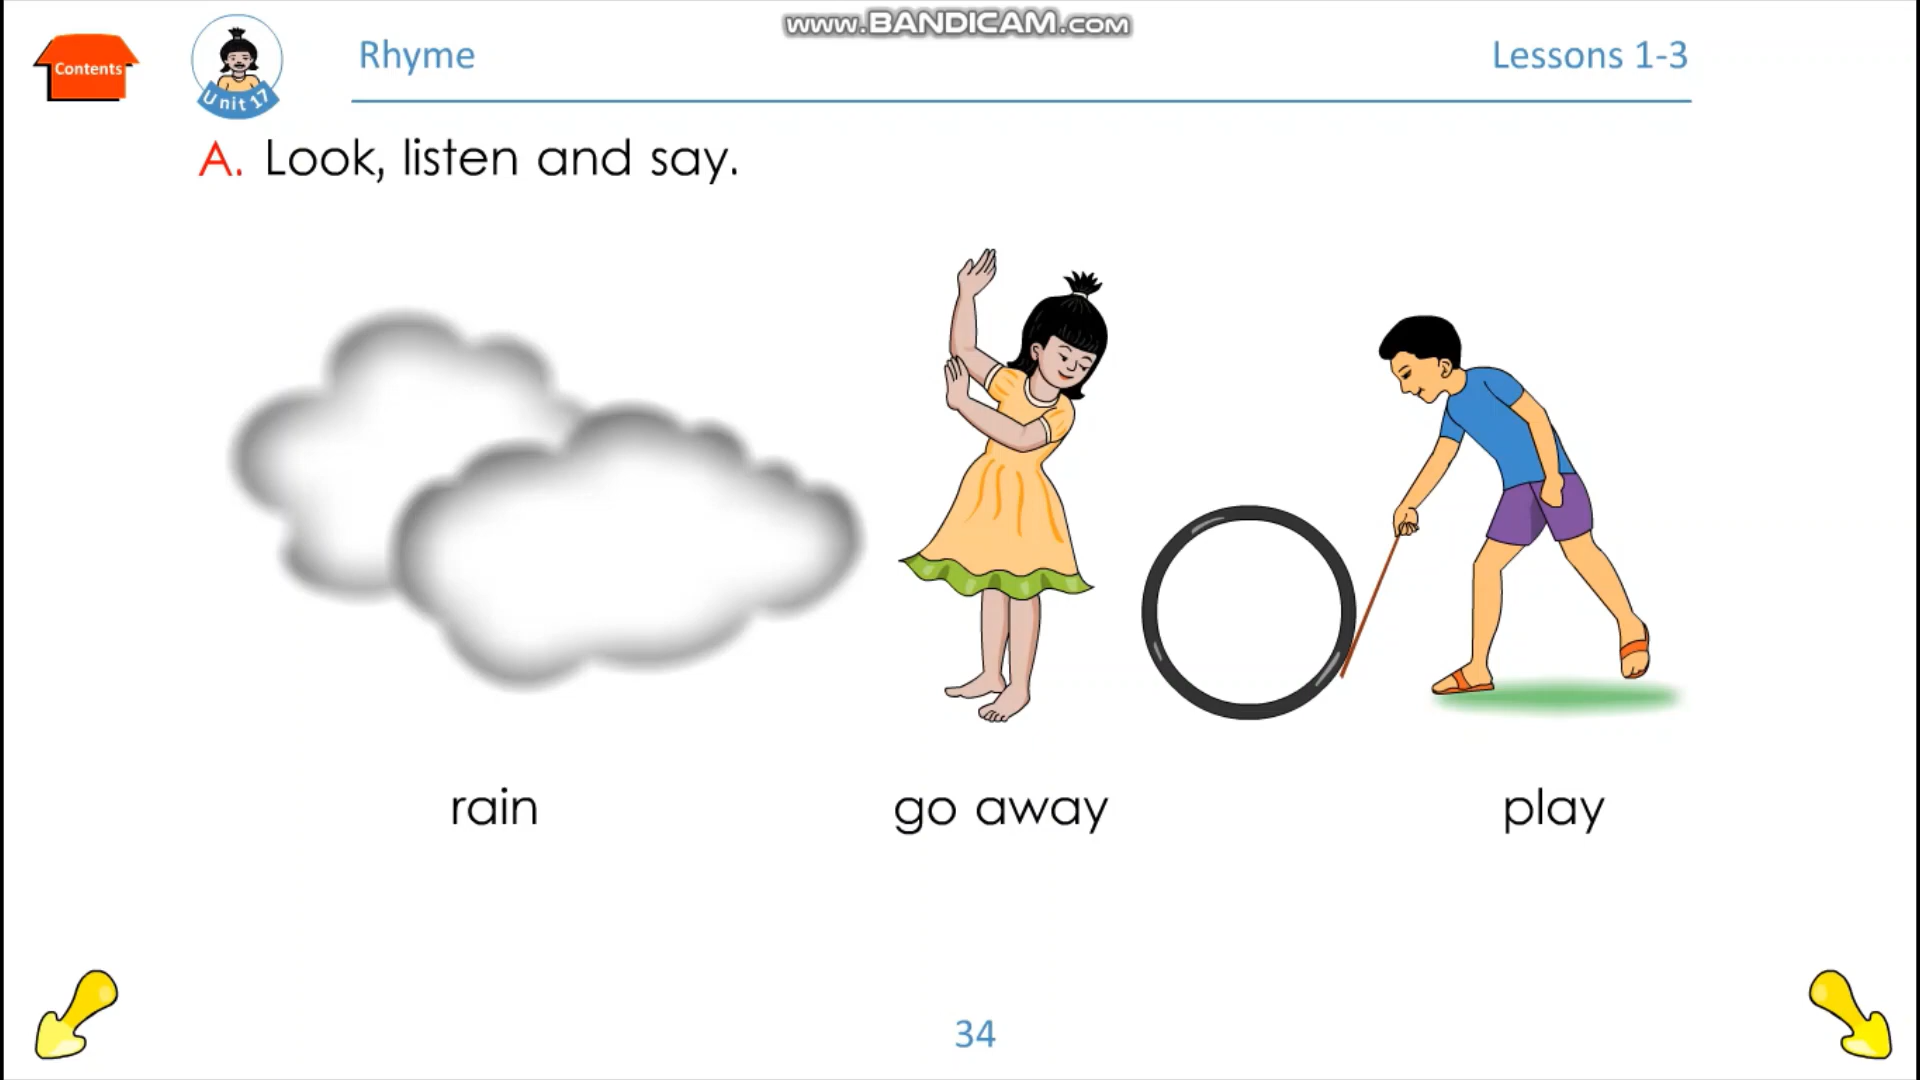 www.BANDICAM.com
Contents
Unit 17
Rhyme
Lessons 1-3
A. Look, listen and say.
rain
go away
play
34